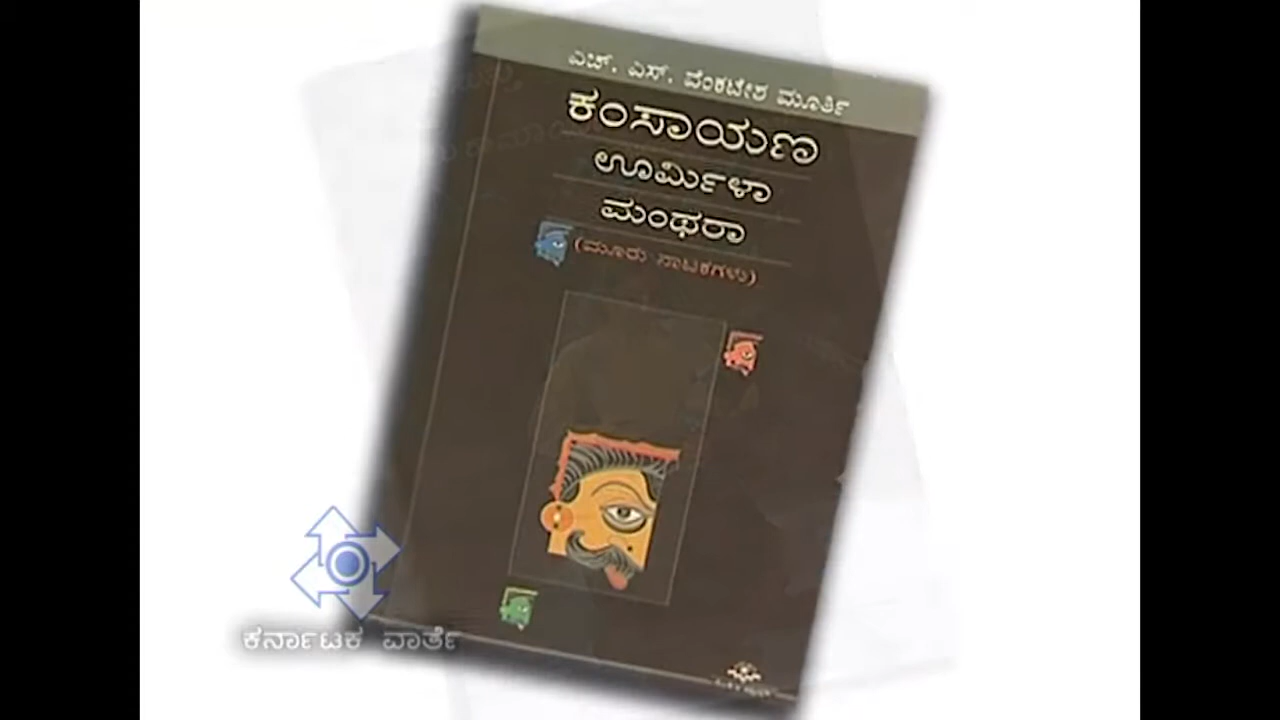 ಎಚ್. ಎಸ್. ವೆಂಕಟೇಶ ಮೂರ್ತಿ
ಕಂಸಾಯಣ
ಊರ್ಮಿಳಾ
ಮಂಥರಾ
(ಮೂರು ನಾಟಕಗಳು)
ಕರ್ನಾಟಕ ವಾರ್ತೆ